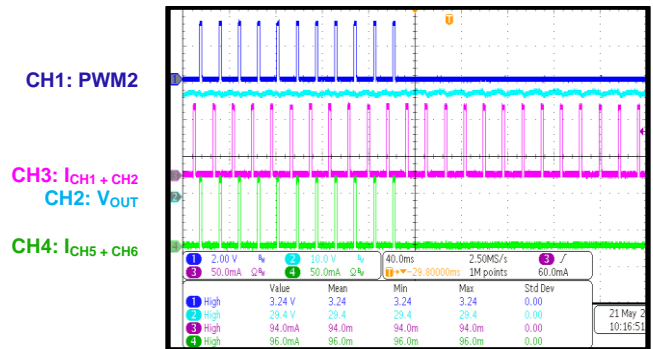 CH1: PWM2
CH3: ICH1 + CH2
CH2: VOUT
CH4: ICH5 + CH6
T
1
3
2
4
1 2.00 V
2 10.0 V
3 50.0mA Ω
4 50.0mA Ω
40.0ms 2.50MS/s
T→▼-29.80000ms 1M points
3 /
60.0mA
Value Mean Min Max Std Dev
1 High 3.24 V 3.24 3.24 3.24 0.00
2 High 29.4 V 29.4 29.4 29.4 0.00
3 High 94.0mA 94.0m 94.0m 94.0m 0.00
4 High 96.0mA 96.0m 96.0m 96.0m 0.00
21 May 2
10:16:51